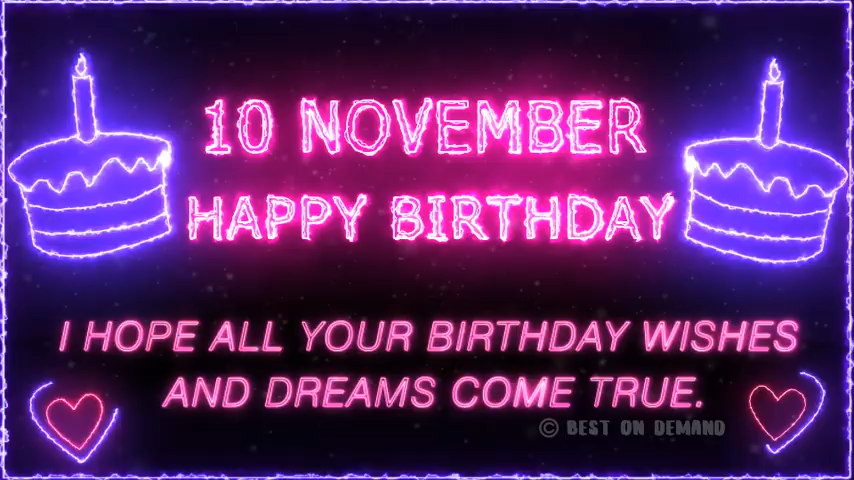 10 NOVEMBER
HAPPY BIRTHDAY
I HOPE ALL YOUR BIRTHDAY WISHES
AND DREAMS COME TRUE.
© BEST ON DEMAND